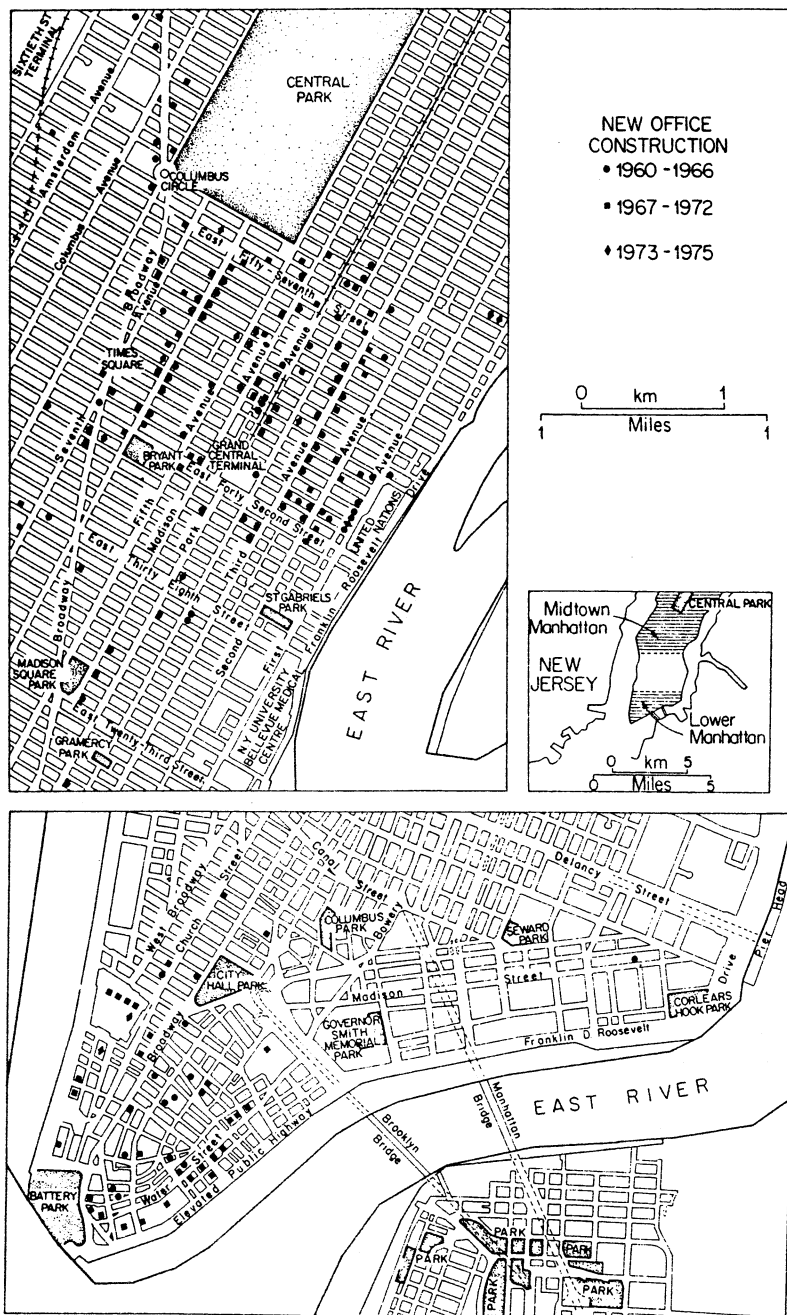 SIXTIETH ST
TERMINAL
Amsterdam Avenue
Columbus Avenue
CENTRAL
PARK
COLUMBUS
CIRCLE
East Fifty-Seventh Street
Broadway
Avenue
TIMES
SQUARE
Seventh
Avenue
Avenue
Avenue
Avenue
Avenue
Avenue
BRYANT
PARK
GRAND
CENTRAL
TERMINAL
East Forty Second Street
UNITED
NATIONS
Fifth
Madison
Park
Third
Second
First
East Thirty Eighth Street
Broadway
ST GABRIELS
PARK
Franklin Roosevelt Drive
MADISON
SQUARE
PARK
East Twenty Third Street
GRAMERCY
PARK
N.Y UNIVERSITY
BELLEVUE MEDICAL
CENTRE
EAST RIVER
NEW OFFICE
CONSTRUCTION
1960 - 1966
1967 - 1972
1973 - 1975
0 km 1
1 Miles 1
Midtown
Manhattan
CENTRAL PARK
NEW
JERSEY
Lower
Manhattan
0 km 5
0 Miles 5
West Broadway
Church Street
Canal Street
Delancy Street
Pier Head
COLUMBUS
PARK
Bowery
SEWARD
PARK
CITY
HALL PARK
Madison Street
Drive
CORLEARS
HOOK PARK
Broadway
GOVERNOR
SMITH
MEMORIAL
PARK
Franklin D. Roosevelt
EAST RIVER
Manhattan
Bridge
Brooklyn
Bridge
Water Street
Elevated Public Highway
BATTERY
PARK
PARK
PARK
PARK
PARK
PARK